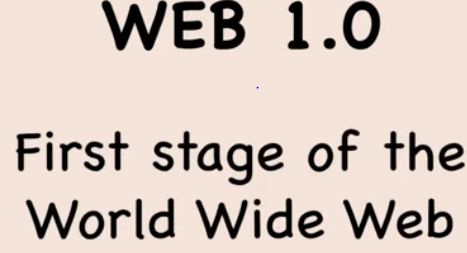 WEB 1.0
First stage of the
World Wide Web